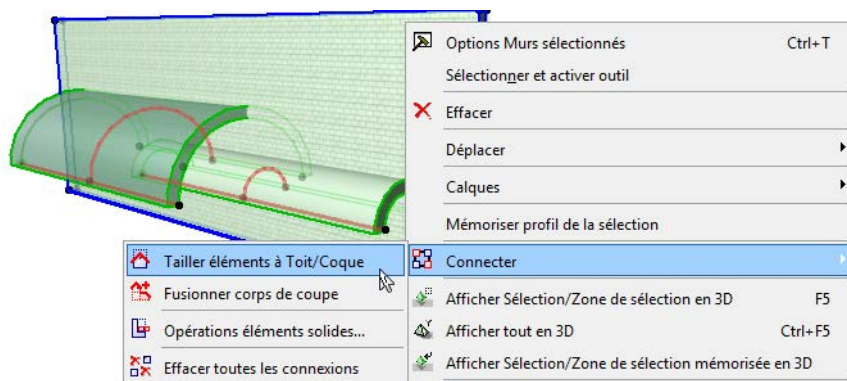 Options Murs sélectionnés Ctrl+T
Sélectionner et activer outil
Effacer
Déplacer
Calques
Mémoriser profil de la sélection
Connecter
Tailler éléments à Toit/Coque
Fusionner corps de coupe
Opérations éléments solides...
Effacer toutes les connexions
Afficher Sélection/Zone de sélection en 3D F5
Afficher tout en 3D Ctrl+F5
Afficher Sélection/Zone de sélection mémorisée en 3D